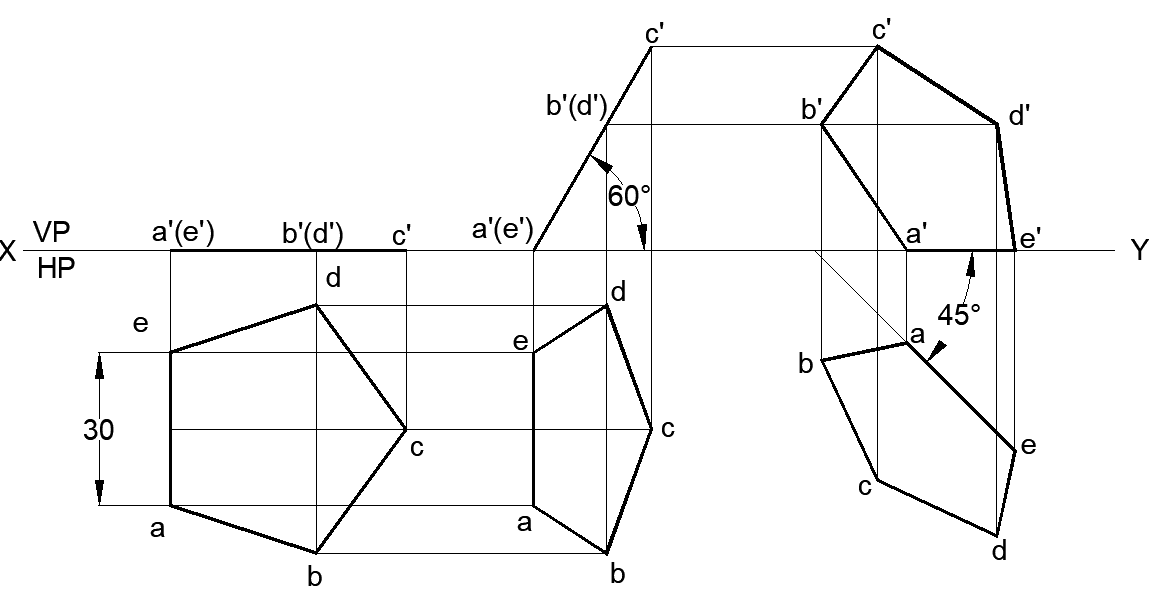 c' c'
b'(d') b' d'
60°
X VP a'(e') b'(d') c' a'(e') a' e' Y
HP
d d
45°
e e a
b
30 c c e
c
a a
d
b b